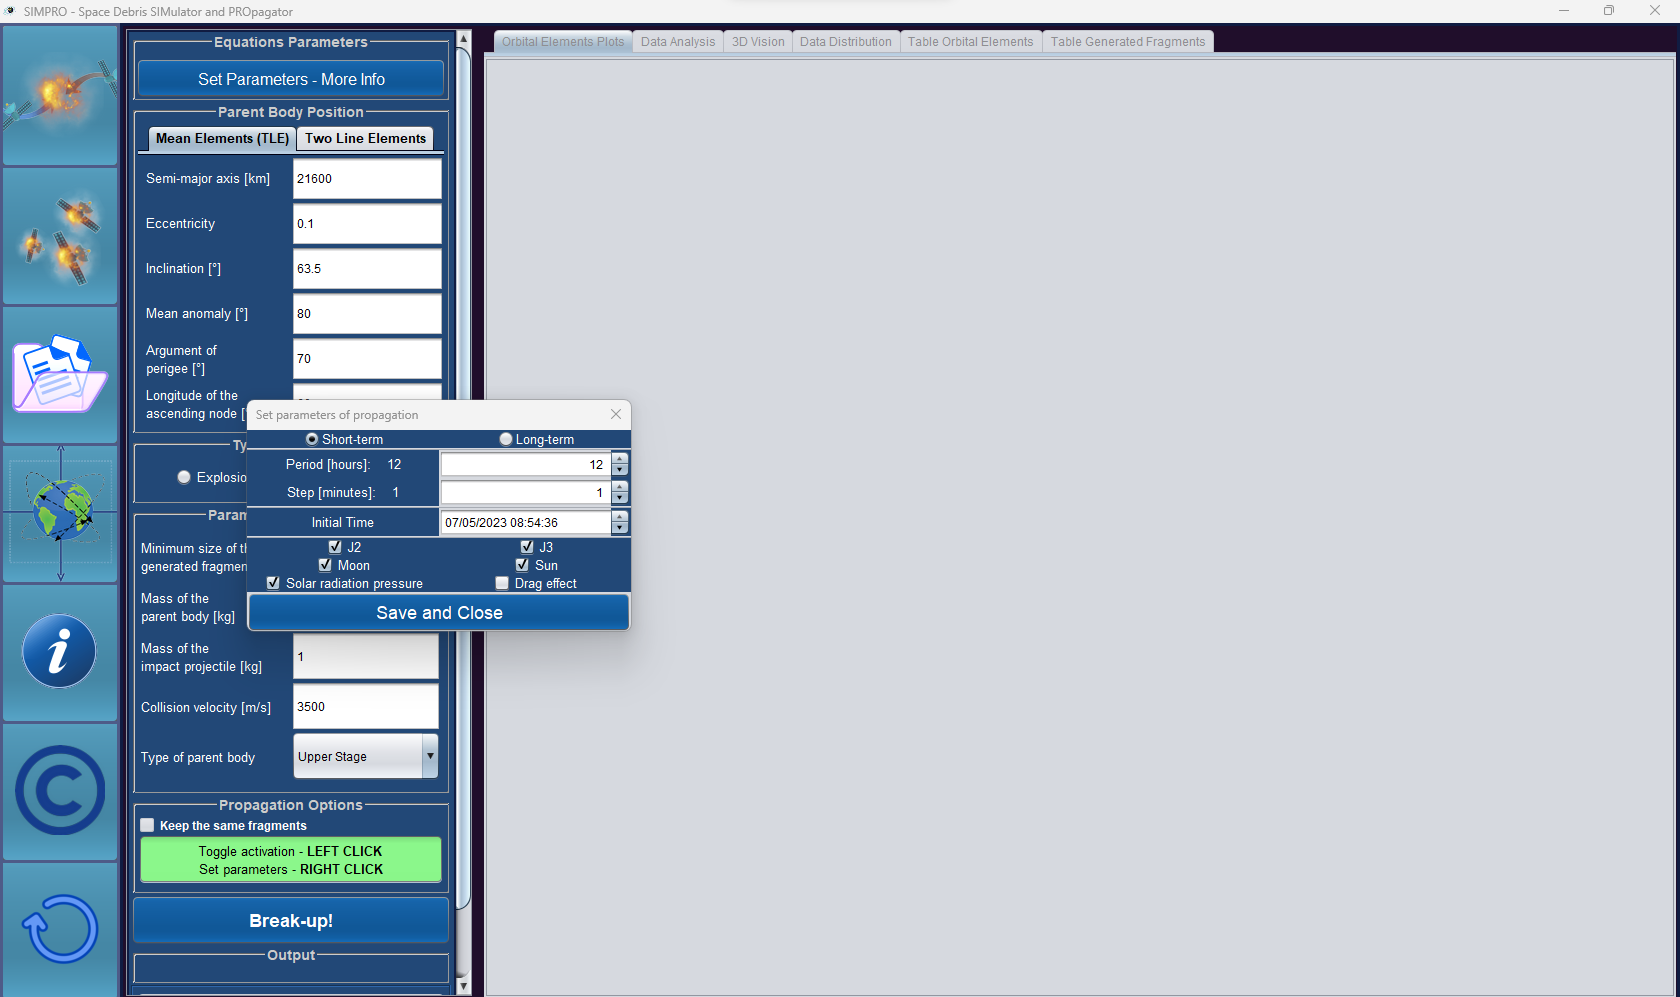 SIMPRO - Space Debris SIMulator and PROpagator
Orbital Elements Plots
Data Analysis
3D Vision
Data Distribution
Table Orbital Elements
Table Generated Fragments
Equations Parameters
Set Parameters - More Info
Parent Body Position
Mean Elements (TLE)
Two Line Elements
Semi-major axis [km]
21600
Eccentricity
0.1
Inclination [°]
63.5
Mean anomaly [°]
80
Argument of
perigee [°]
70
Longitude of the
ascending node [°
Ty
Explosio
Param
Minimum size of th
generated fragmen
Mass of the
parent body [kg]
Mass of the
impact projectile [kg]
1
Collision velocity [m/s]
3500
Type of parent body
Upper Stage
Propagation Options
Keep the same fragments
Toggle activation - LEFT CLICK
Set parameters - RIGHT CLICK
Break-up!
Output
Set parameters of propagation
Short-term
Long-term
Period [hours]: 12
12
Step [minutes]: 1
1
Initial Time
07/05/2023 08:54:36
J2
J3
Moon
Sun
Solar radiation pressure
Drag effect
Save and Close